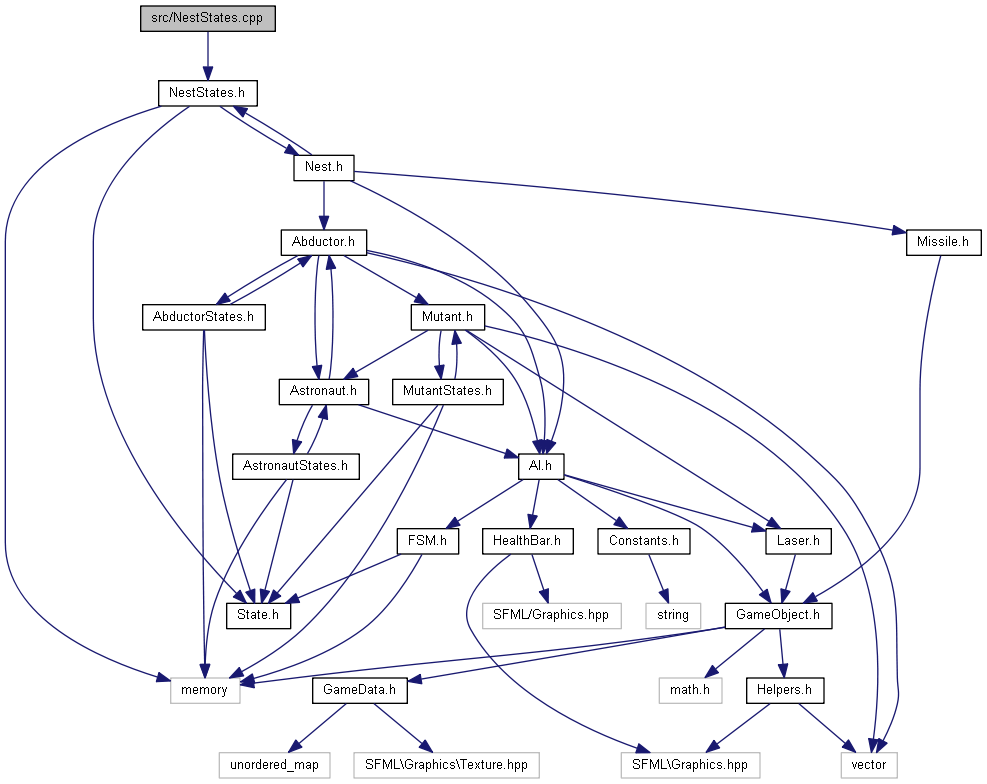 src/NestStates.cpp
NestStates.h
Nest.h
Abductor.h
Missile.h
AbductorStates.h
Mutant.h
Astronaut.h
MutantStates.h
AstronautStates.h
AI.h
FSM.h
HealthBar.h
Constants.h
Laser.h
State.h
SFML/Graphics.hpp
string
GameObject.h
memory
GameData.h
math.h
Helpers.h
unordered_map
SFML\Graphics\Texture.hpp
SFML\Graphics.hpp
vector